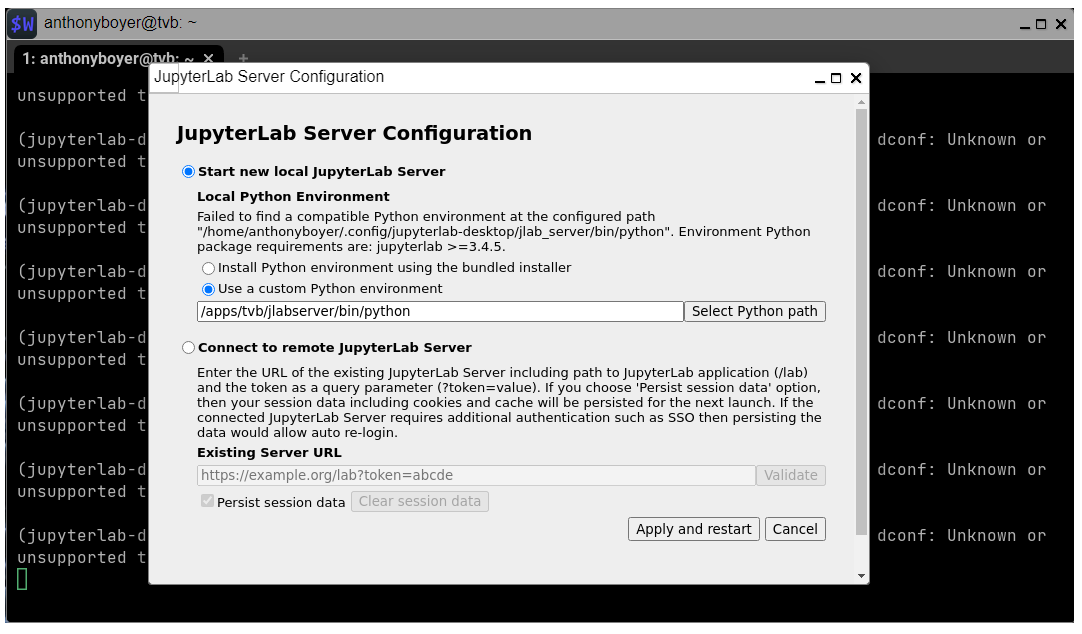 $W anthonyboyer@tvb: ~
1: anthonyboyer@tvb: ~ ✕ +
JupyterLab Server Configuration
unsupported t
(jupyterlab-d
dconf: Unknown or
unsupported t
(jupyterlab-d
dconf: Unknown or
unsupported t
(jupyterlab-d
dconf: Unknown or
unsupported t
(jupyterlab-d
dconf: Unknown or
unsupported t
(jupyterlab-d
dconf: Unknown or
unsupported t
(jupyterlab-d
dconf: Unknown or
unsupported t
(jupyterlab-d
dconf: Unknown or
unsupported t
JupyterLab Server Configuration
Start new local JupyterLab Server
Local Python Environment
Failed to find a compatible Python environment at the configured path
"/home/anthonyboyer/.config/jupyterlab-desktop/jlab_server/bin/python". Environment Python
package requirements are: jupyterlab >=3.4.5.
Install Python environment using the bundled installer
Use a custom Python environment
/apps/tvb/jlabserver/bin/python Select Python path
Connect to remote JupyterLab Server
Enter the URL of the existing JupyterLab Server including path to JupyterLab application (/lab)
and the token as a query parameter (?token=value). If you choose 'Persist session data' option,
then your session data including cookies and cache will be persisted for the next launch. If the
connected JupyterLab Server requires additional authentication such as SSO then persisting the
data would allow auto re-login.
Existing Server URL
https://example.org/lab?token=abcde Validate
Persist session data Clear session data
Apply and restart Cancel